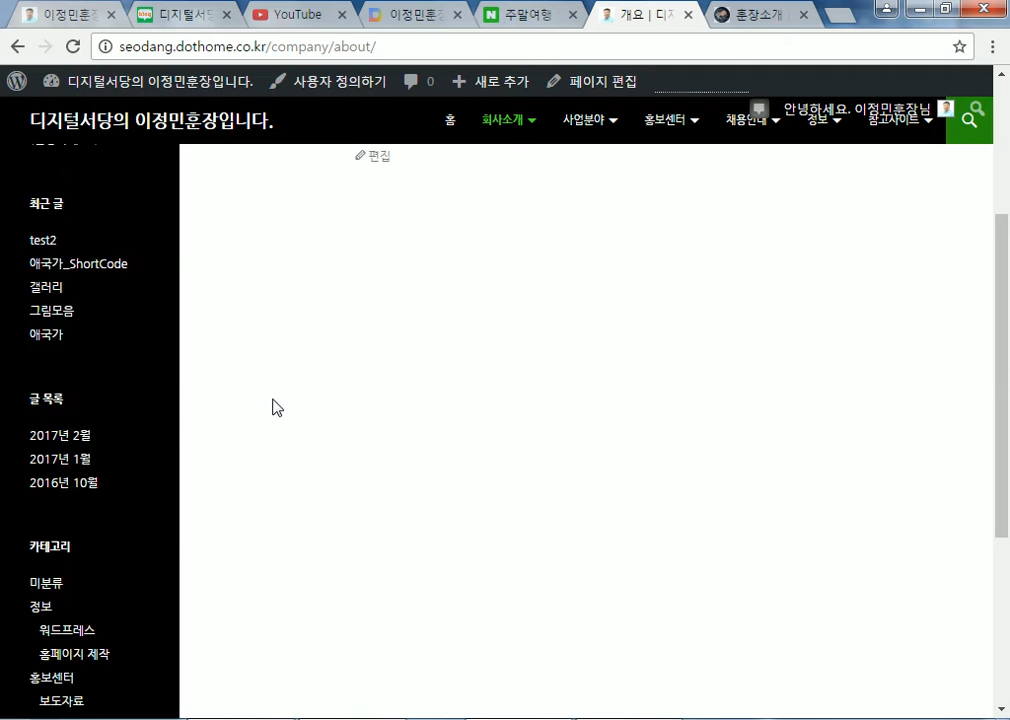 이정민훈장
디지털서당
YouTube
이정민훈장
주말여행
개요 | 디지
훈장소개
seodang.dothome.co.kr/company/about/
디지털서당의 이정민훈장입니다.
사용자 정의하기
0
새로 추가
페이지 편집
안녕하세요. 이정민훈장님
디지털서당의 이정민훈장입니다.
홈
회사소개
사업분야
홍보센터
채용안내
정보
참고사이트
편집
최근 글
test2
애국가_ShortCode
갤러리
그림모음
애국가
글 목록
2017년 2월
2017년 1월
2016년 10월
카테고리
미분류
정보
워드프레스
홈페이지 제작
홍보센터
보도자료